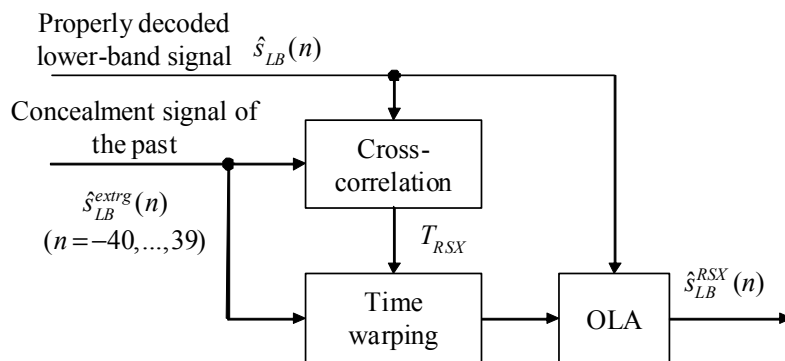 Properly decoded
lower-band signal ŝ_LB(n)
Concealment signal of
the past
Cross-
correlation
ŝ_LB^extrg(n)
(n = −40,...,39)
T_RSX
Time
warping
OLA
ŝ_LB^RSX(n)